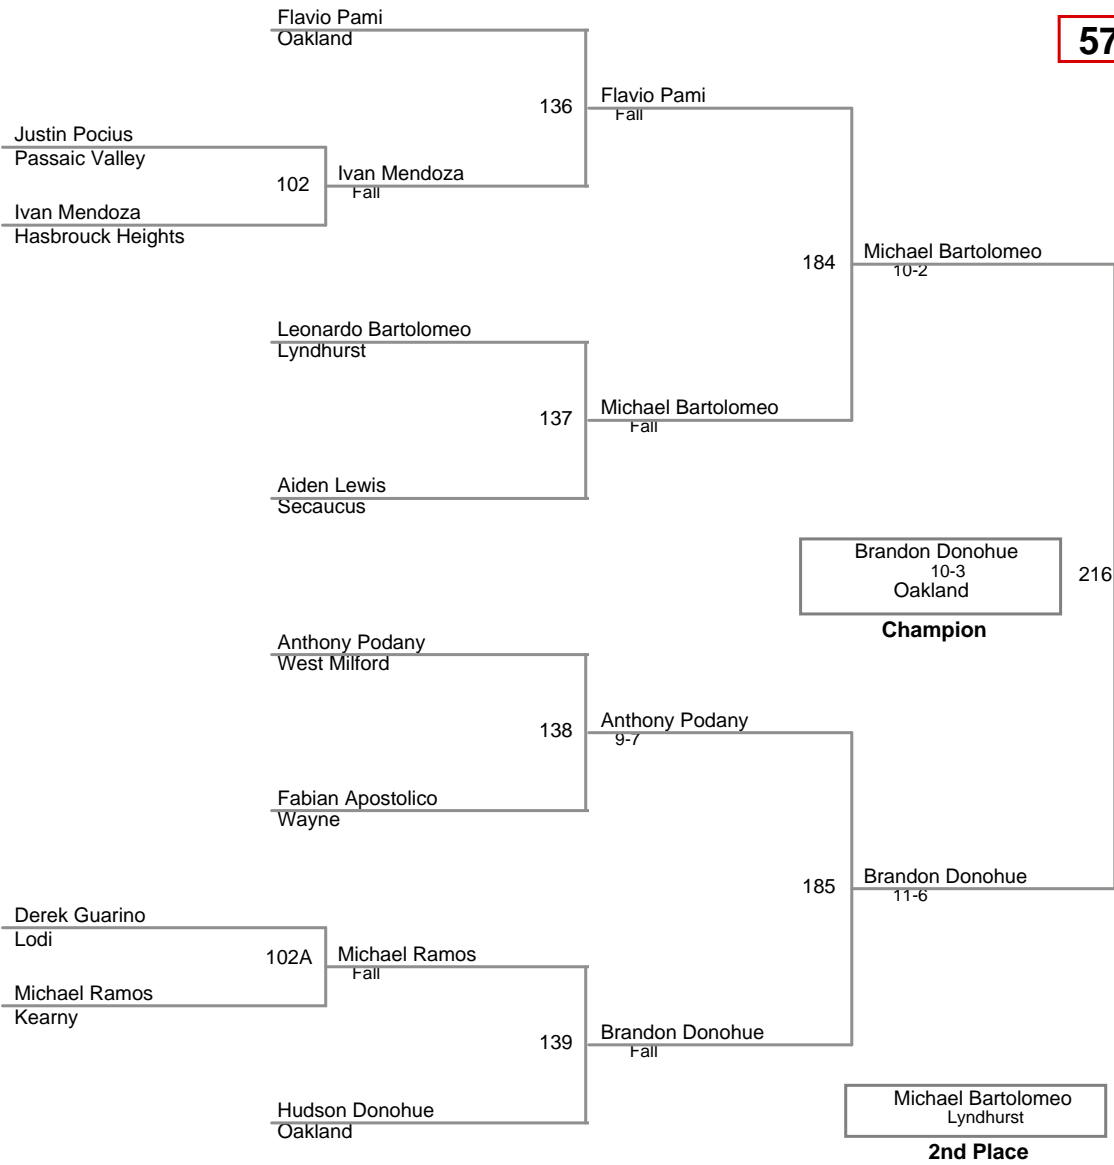 Flavio Pami
Oakland
57
136
Flavio Pami
Fall
Justin Pocius
Passaic Valley
102
Ivan Mendoza
Fall
Ivan Mendoza
Hasbrouck Heights
184
Michael Bartolomeo
10-2
Leonardo Bartolomeo
Lyndhurst
137
Michael Bartolomeo
Fall
Aiden Lewis
Secaucus
Brandon Donohue
10-3
Oakland
216
Champion
Anthony Podany
West Milford
138
Anthony Podany
9-7
Fabian Apostolico
Wayne
185
Brandon Donohue
11-6
Derek Guarino
Lodi
102A
Michael Ramos
Fall
Michael Ramos
Kearny
139
Brandon Donohue
Fall
Hudson Donohue
Oakland
Michael Bartolomeo
Lyndhurst
2nd Place